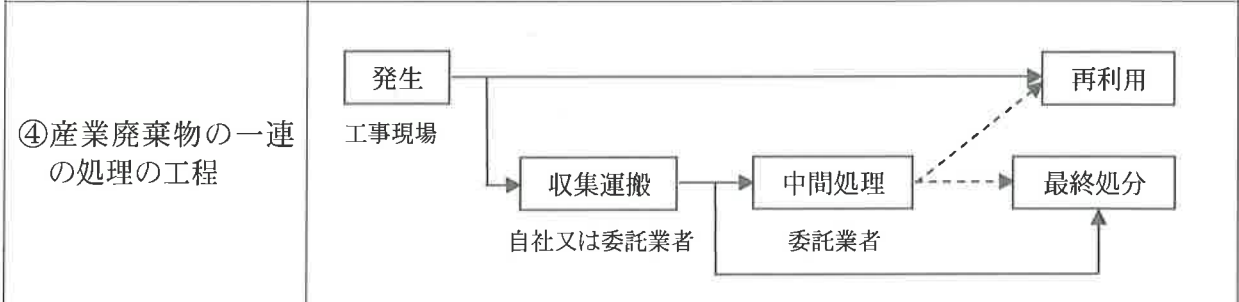 ④産業廃棄物の一連
の処理の工程
発生
再利用
工事現場
収集運搬
中間処理
最終処分
自社又は委託業者
委託業者